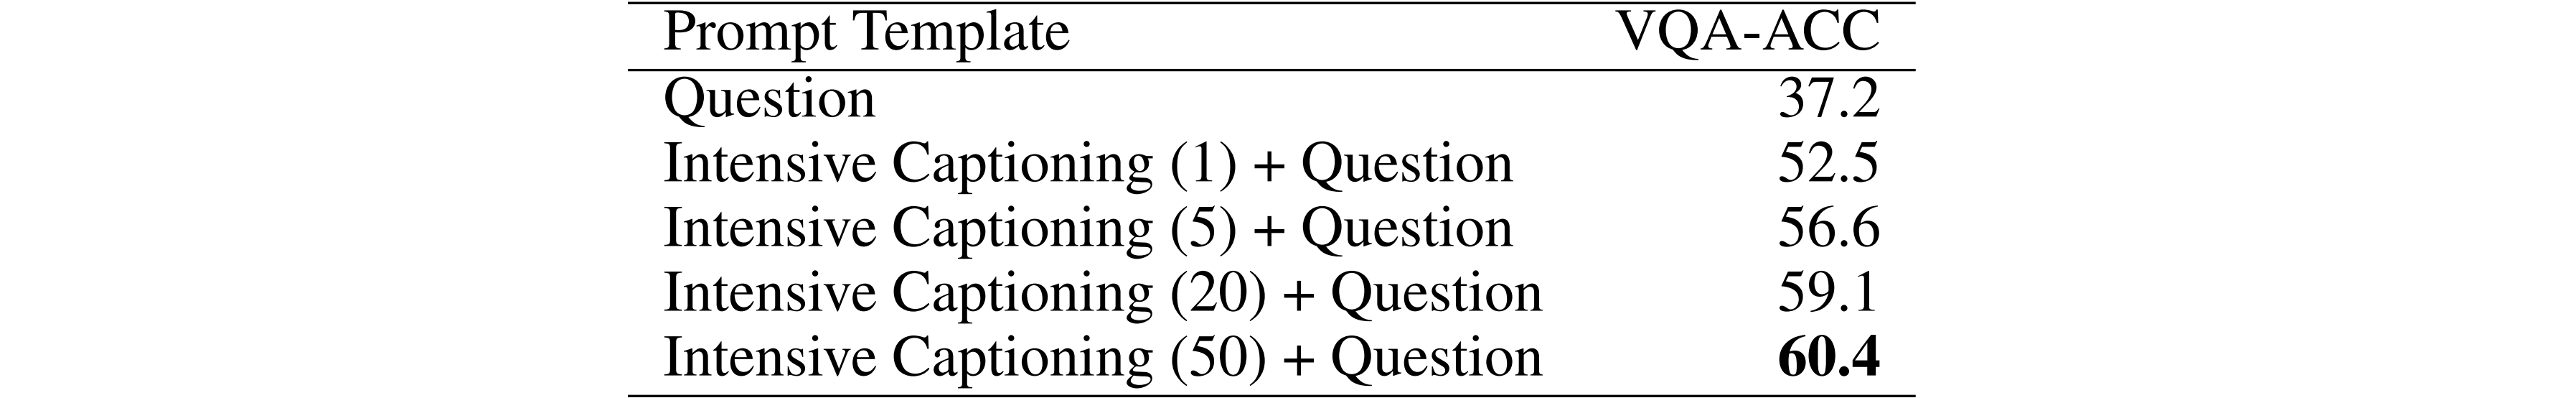 Prompt Template VQA-ACC
Question 37.2
Intensive Captioning (1) + Question 52.5
Intensive Captioning (5) + Question 56.6
Intensive Captioning (20) + Question 59.1
Intensive Captioning (50) + Question 60.4